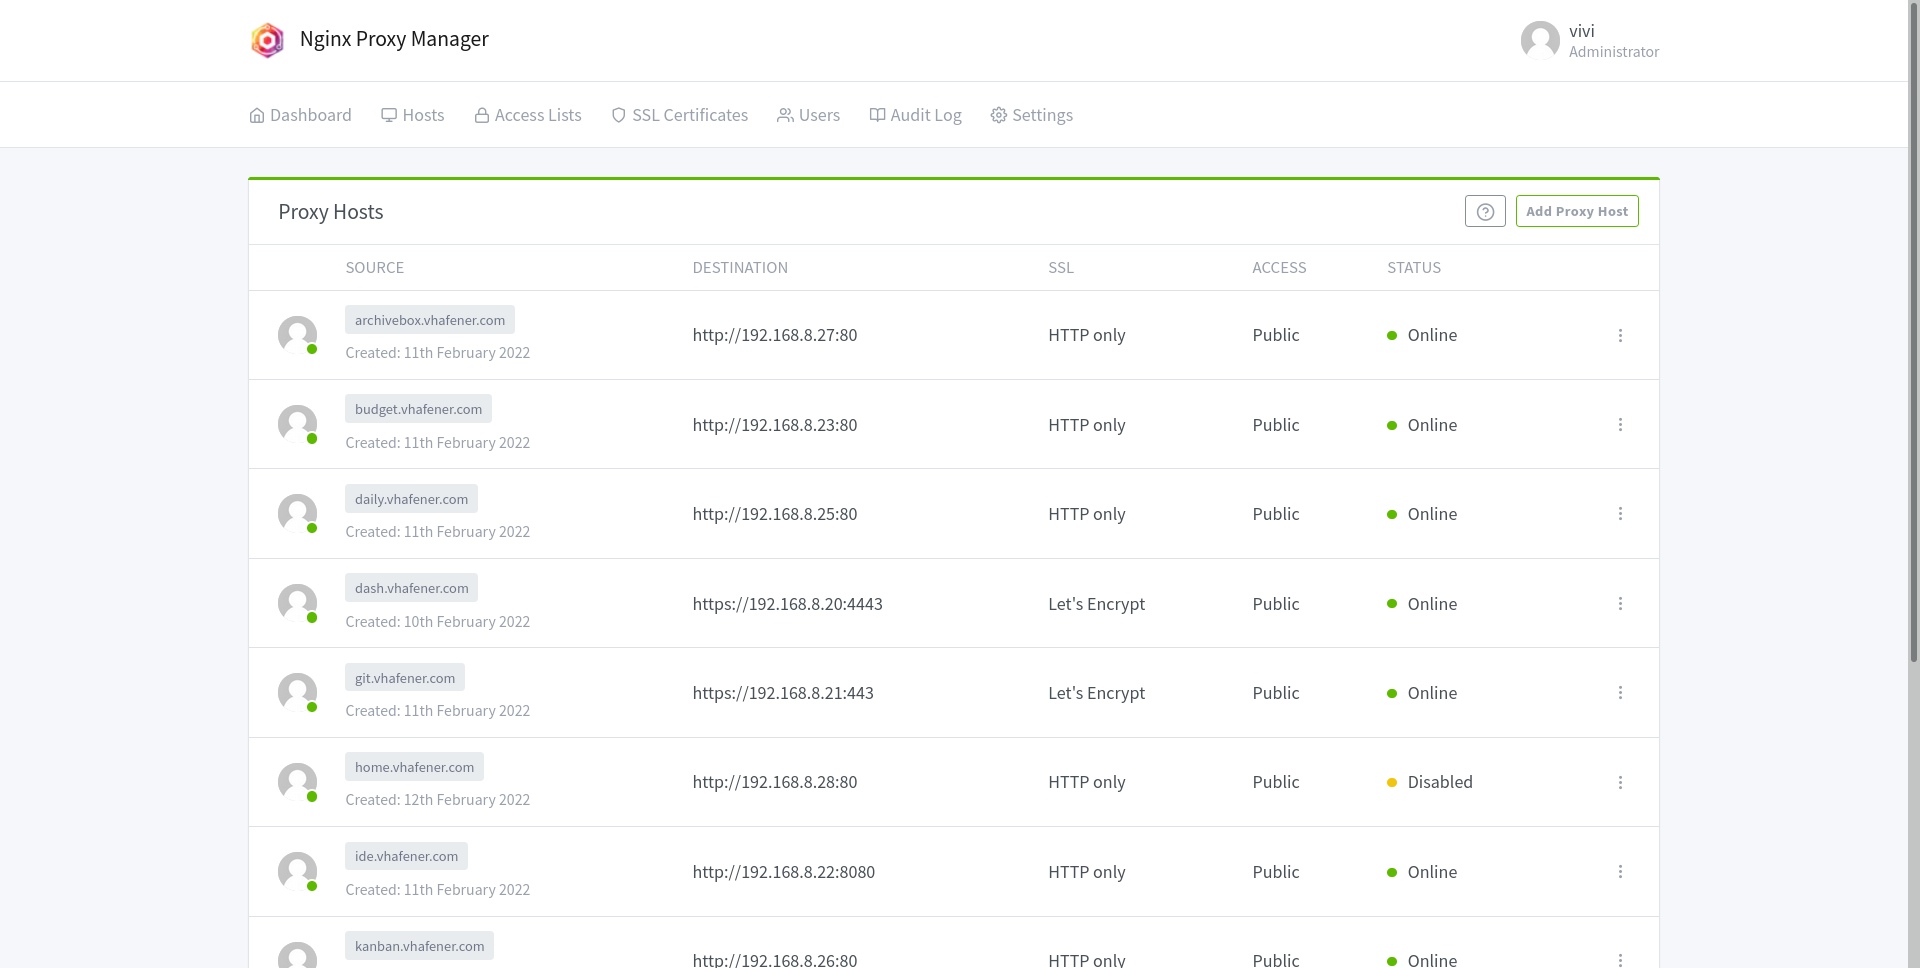 Nginx Proxy Manager
vivi
Administrator
Dashboard Hosts Access Lists SSL Certificates Users Audit Log Settings
Proxy Hosts
Add Proxy Host
SOURCE DESTINATION SSL ACCESS STATUS
archivebox.vhafener.com
Created: 11th February 2022
http://192.168.8.27:80 HTTP only Public Online
budget.vhafener.com
Created: 11th February 2022
http://192.168.8.23:80 HTTP only Public Online
daily.vhafener.com
Created: 11th February 2022
http://192.168.8.25:80 HTTP only Public Online
dash.vhafener.com
Created: 10th February 2022
https://192.168.8.20:4443 Let's Encrypt Public Online
git.vhafener.com
Created: 11th February 2022
https://192.168.8.21:443 Let's Encrypt Public Online
home.vhafener.com
Created: 12th February 2022
http://192.168.8.28:80 HTTP only Public Disabled
ide.vhafener.com
Created: 11th February 2022
http://192.168.8.22:8080 HTTP only Public Online
kanban.vhafener.com
http://192.168.8.26:80 HTTP only Public Online